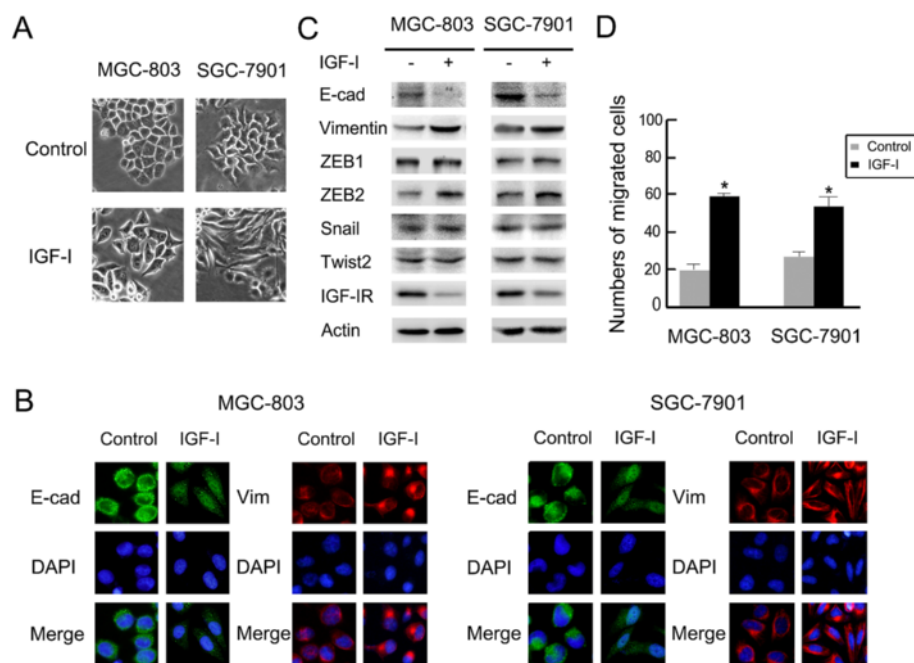 A
MGC-803 SGC-7901
Control
IGF-I
C
MGC-803 SGC-7901
IGF-I - + - +
E-cad
Vimentin
ZEB1
ZEB2
Snail
Twist2
IGF-IR
Actin
D
Numbers of migrated cells
100
80
60
40
20
0
* *
Control
IGF-I
MGC-803 SGC-7901
B
MGC-803 SGC-7901
Control IGF-I Control IGF-I Control IGF-I Control IGF-I
E-cad Vim E-cad Vim
DAPI DAPI DAPI DAPI
Merge Merge Merge Merge